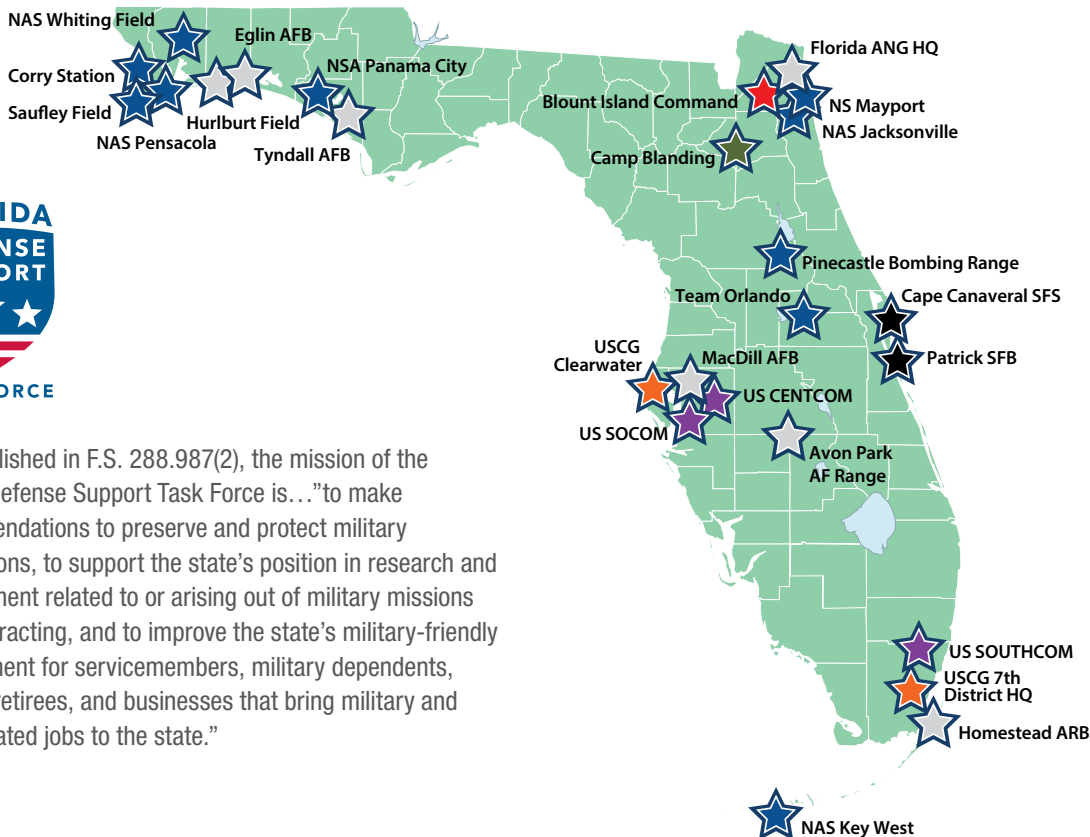 NAS Whiting Field
Eglin AFB
Corry Station
NSA Panama City
Saufley Field
Hurlburt Field
NAS Pensacola
Tyndall AFB
Florida ANG HQ
Blount Island Command
NS Mayport
NAS Jacksonville
Camp Blanding
Pinecastle Bombing Range
Team Orlando
Cape Canaveral SFS
USCG
Clearwater
MacDill AFB
Patrick SFB
US CENTCOM
US SOCOM
Avon Park
AF Range
US SOUTHCOM
USCG 7th
District HQ
Homestead ARB
NAS Key West
IDA
NSE
ORT
ORCE
lished in F.S. 288.987(2), the mission of the
efense Support Task Force is…”to make
endations to preserve and protect military
ons, to support the state’s position in research and
ment related to or arising out of military missions
racting, and to improve the state’s military-friendly
ment for servicemembers, military dependents,
retirees, and businesses that bring military and
ated jobs to the state.”